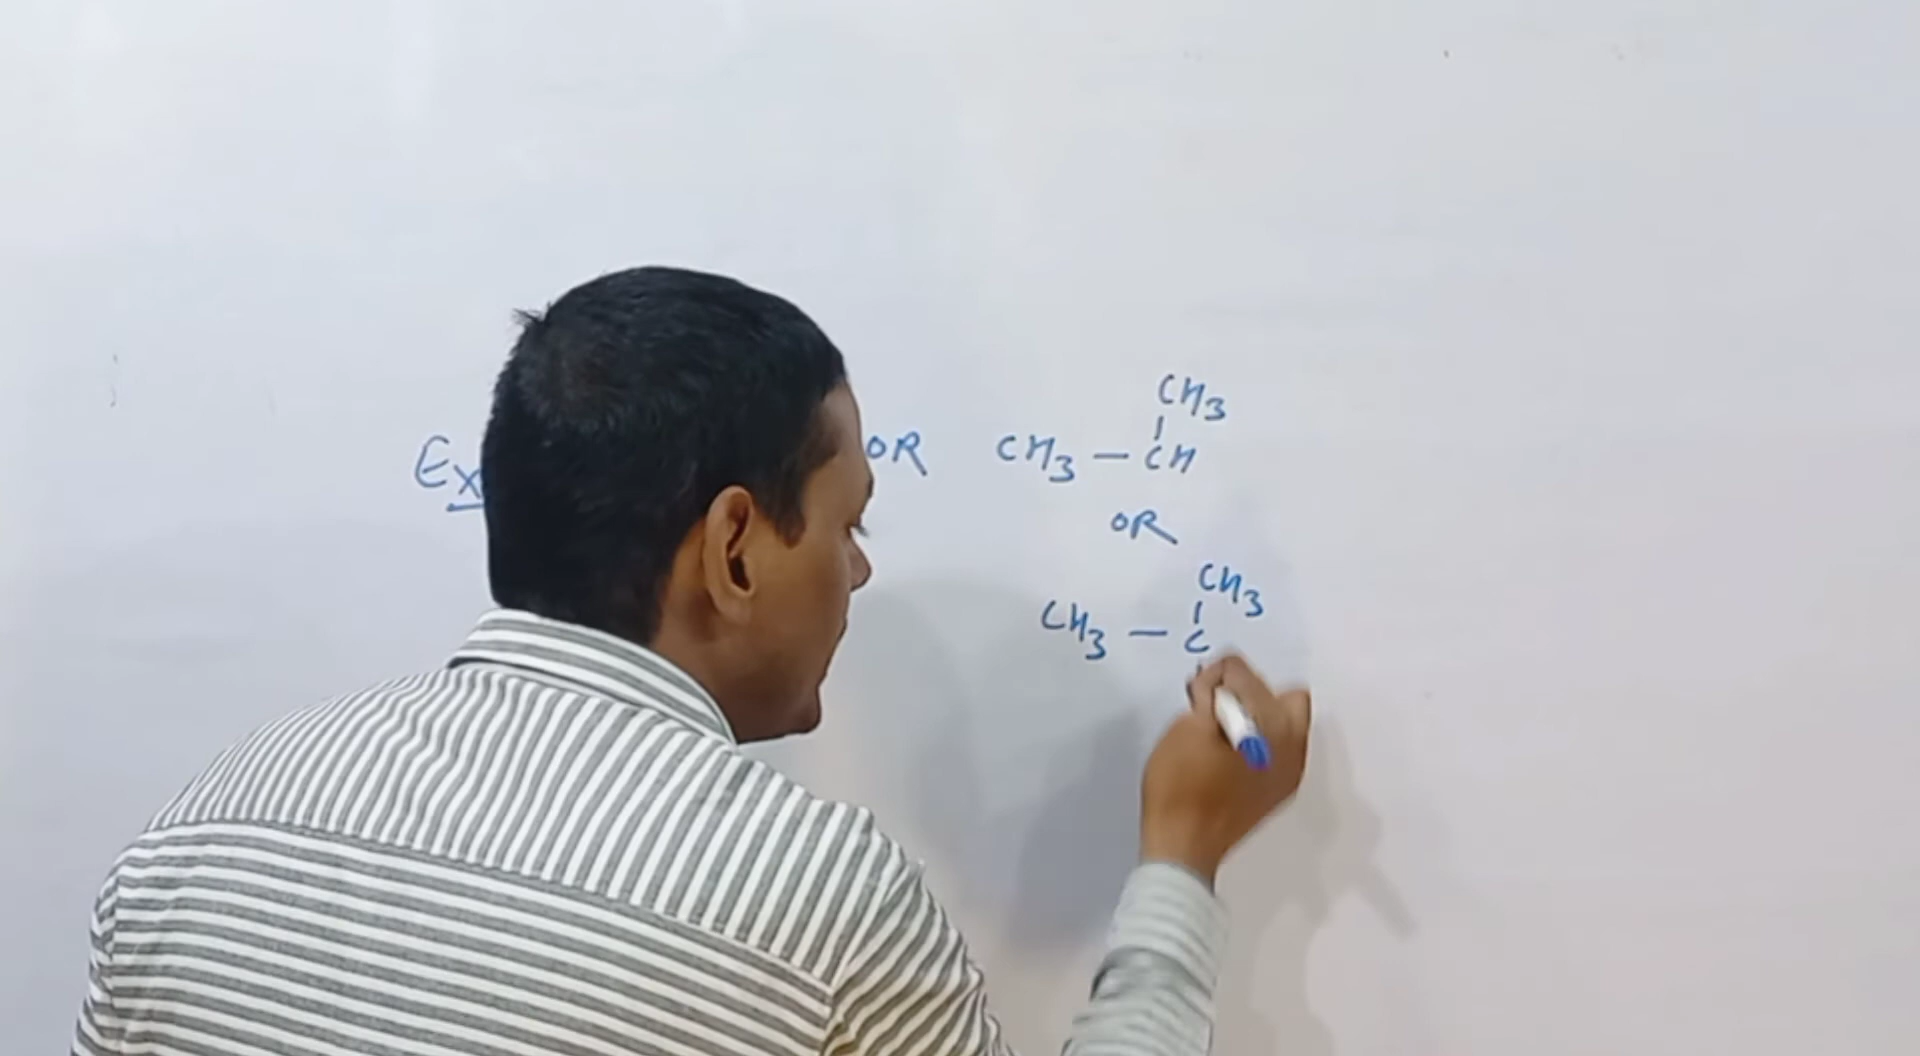 CH3
Ex OR CH3 — CH
OR
CH3
CH3 — C